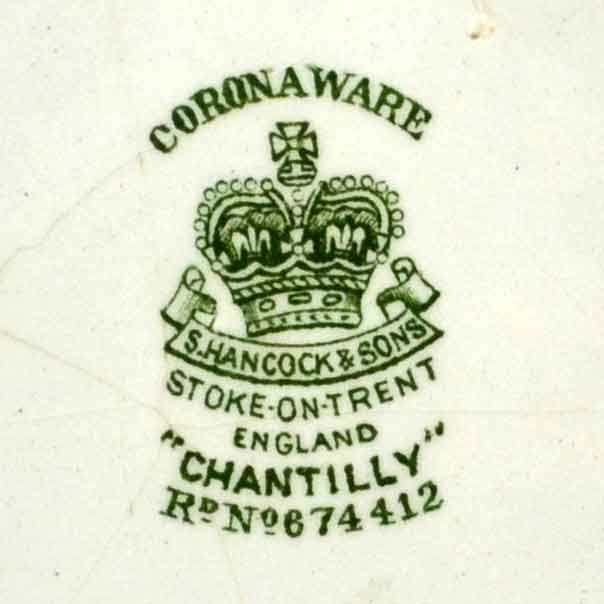 CORONAWARE
S. HANCOCK & SONS
STOKE-ON-TRENT
ENGLAND
"CHANTILLY"
RD NO 674412